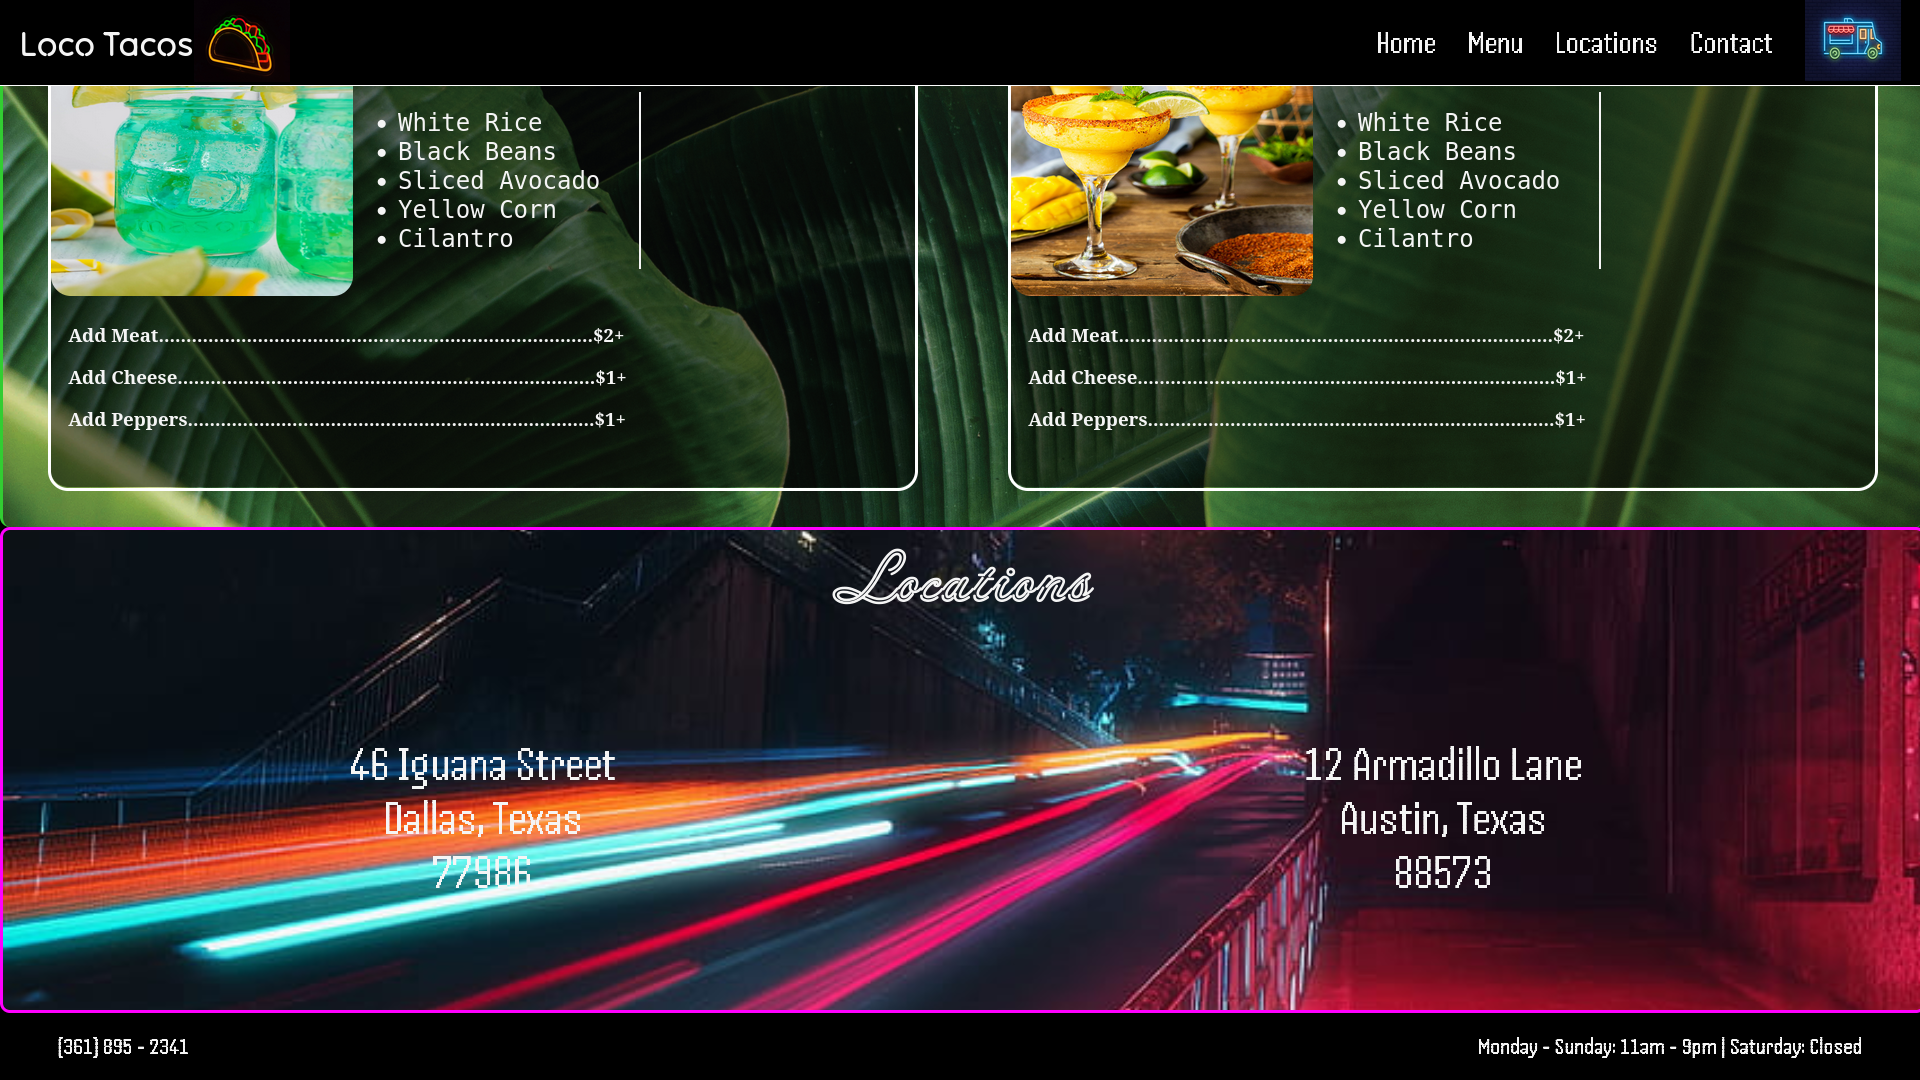 Loco Tacos
Home Menu Locations Contact
White Rice
Black Beans
Sliced Avocado
Yellow Corn
Cilantro
Add Meat...............................................................................$2+
Add Cheese............................................................................$1+
Add Peppers..........................................................................$1+
White Rice
Black Beans
Sliced Avocado
Yellow Corn
Cilantro
Add Meat...............................................................................$2+
Add Cheese............................................................................$1+
Add Peppers..........................................................................$1+
Locations
46 Iguana Street
Dallas, Texas
77986
12 Armadillo Lane
Austin, Texas
88573
(361) 895 - 2341
Monday - Sunday: 11am - 9pm | Saturday: Closed